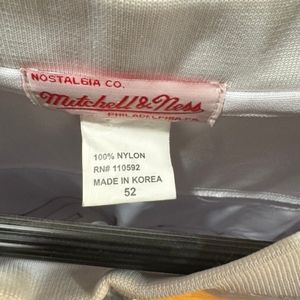 NOSTALGIA CO.
Mitchell & Ness
PHILADELPHIA, PA.
100% NYLON
RN# 110592
MADE IN KOREA
52